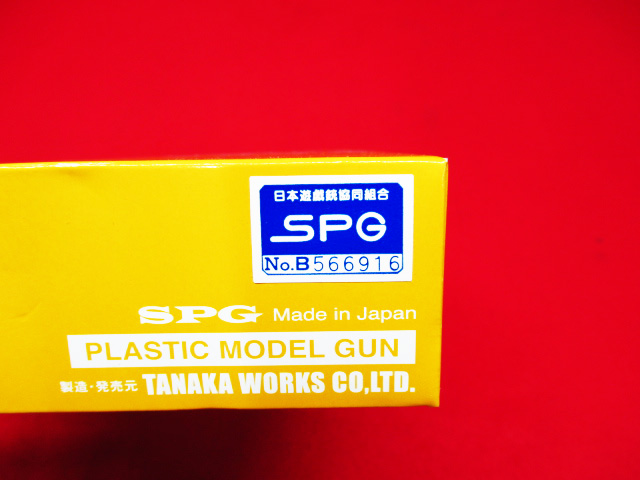 日本遊戯銃協同組合
SPG
No.B566916
SPG Made in Japan
PLASTIC MODEL GUN
製造・発売元 TANAKA WORKS CO,LTD.